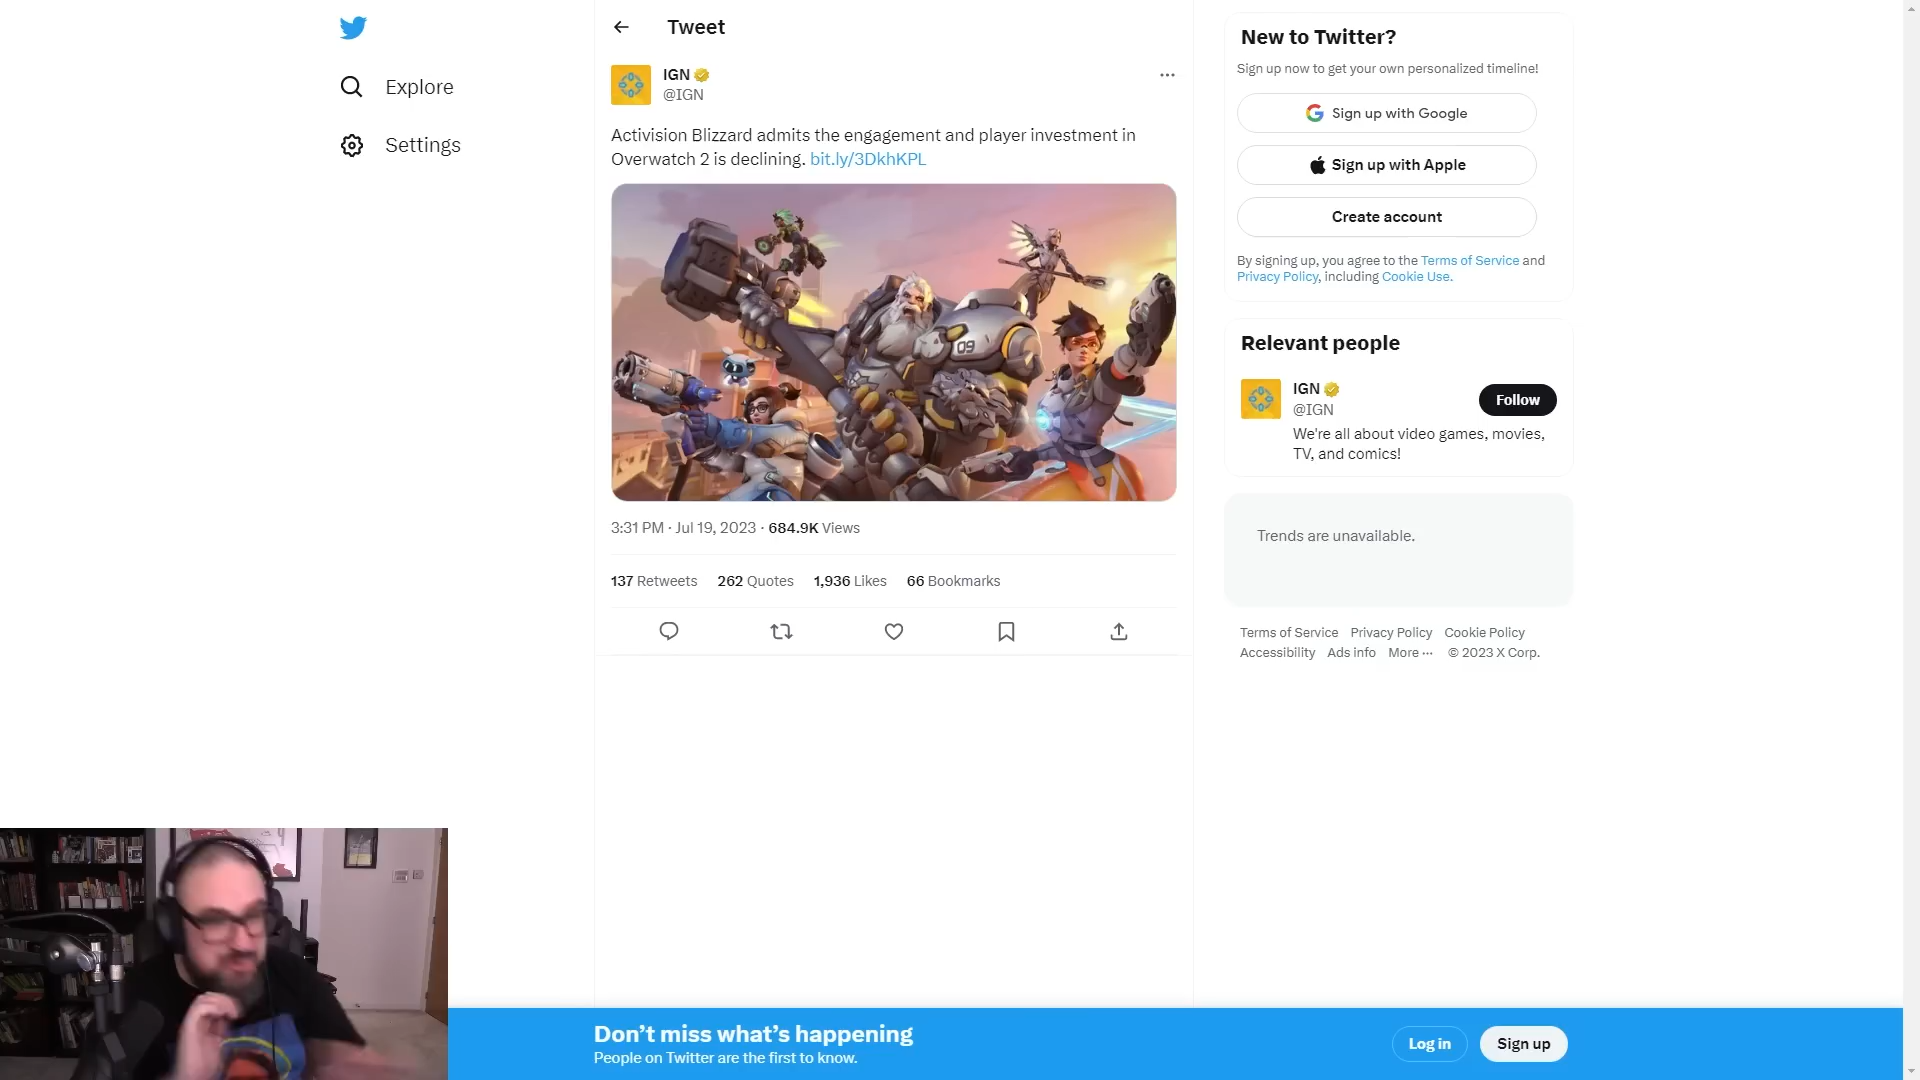 Explore
Settings
Tweet
IGN
@IGN
Activision Blizzard admits the engagement and player investment in
Overwatch 2 is declining. bit.ly/3DkhKPL
09
3:31 PM · Jul 19, 2023 · 684.9K Views
137 Retweets 262 Quotes 1,936 Likes 66 Bookmarks
New to Twitter?
Sign up now to get your own personalized timeline!
Sign up with Google
Sign up with Apple
Create account
By signing up, you agree to the Terms of Service and
Privacy Policy, including Cookie Use.
Relevant people
IGN
@IGN
Follow
We're all about video games, movies,
TV, and comics!
Trends are unavailable.
Terms of Service Privacy Policy Cookie Policy
Accessibility Ads info More ··· © 2023 X Corp.
Don’t miss what’s happening
People on Twitter are the first to know.
Log in
Sign up